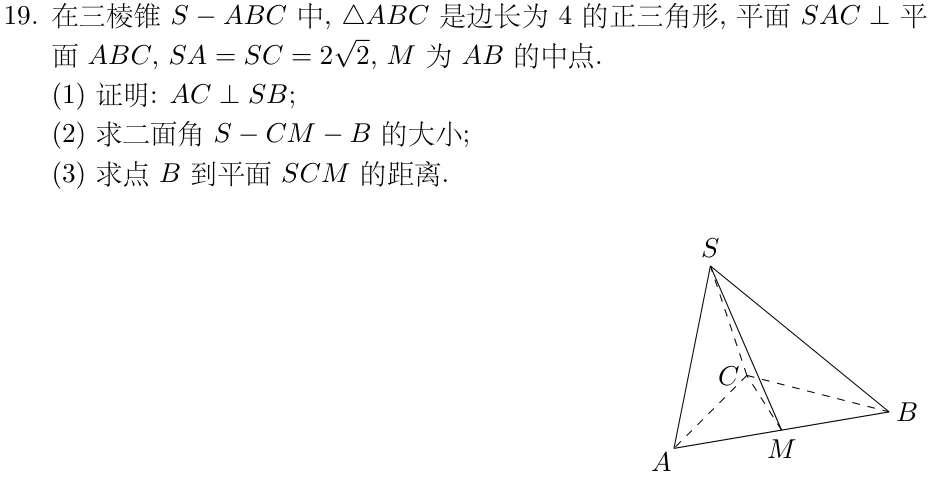 19. 在三棱锥 S − ABC 中, △ABC 是边长为 4 的正三角形, 平面 SAC ⊥ 平
面 ABC, SA = SC = 2√2, M 为 AB 的中点.
(1) 证明: AC ⊥ SB;
(2) 求二面角 S − CM − B 的大小;
(3) 求点 B 到平面 SCM 的距离.
S
C
B
M
A